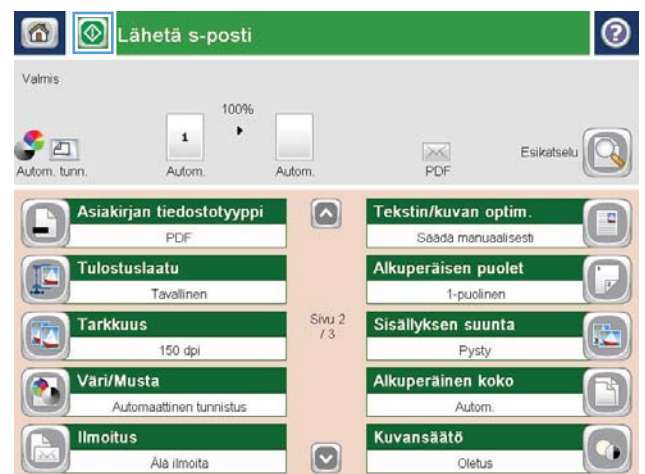 Lähetä s-posti
?
Valmis
100%
1
Autom. tunn.
Autom.
Autom.
PDF
Esikatselu
Asiakirjan tiedostotyyppi
PDF
Tulostuslaatu
Tavallinen
Tarkkuus
150 dpi
Väri/Musta
Automaattinen tunnistus
Ilmoitus
Älä ilmoita
Sivu 2
/ 3
Tekstin/kuvan optim.
Säädä manuaalisesti
Alkuperäisen puolet
1-puolinen
Sisällyksen suunta
Pysty
Alkuperäinen koko
Autom.
Kuvansäätö
Oletus